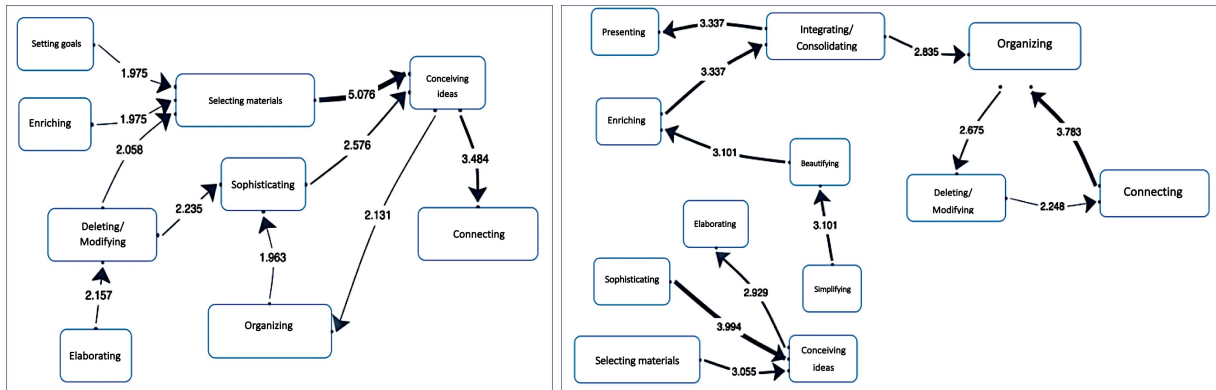 Setting goals
1.975
Selecting materials
5.076
Conceiving
ideas
Enriching
1.975
2.058
2.576
3.484
Sophisticating
2.235
2.131
Deleting/
Modifying
Connecting
1.963
2.157
Organizing
Elaborating
Presenting
3.337
Integrating/
Consolidating
2.835
Organizing
3.337
Enriching
2.675
3.783
3.101
Beautifying
Deleting/
Modifying
2.248
Connecting
Elaborating
3.101
Sophisticating
2.929
Simplifying
3.994
Selecting materials
3.055
Conceiving
ideas